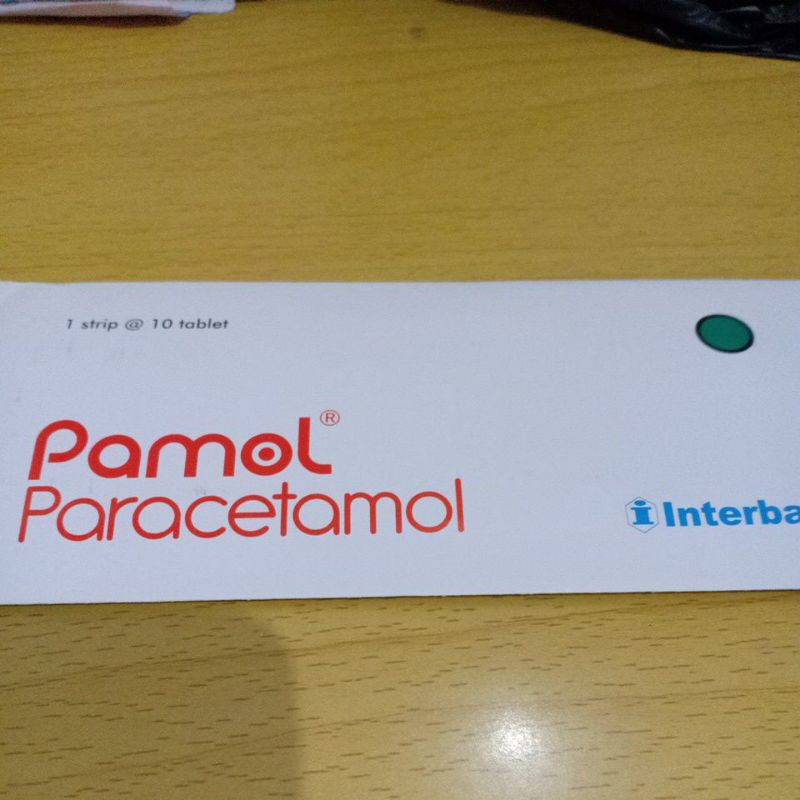 1 strip @ 10 tablet
Pamol®
Paracetamol
Interba